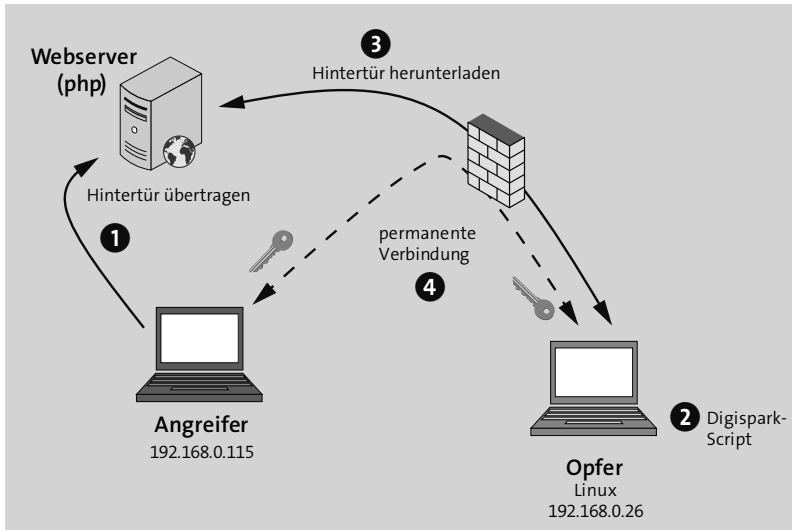 Webserver
(php)
3
Hintertür herunterladen
Hintertür übertragen
1
permanente
Verbindung
4
Angreifer
192.168.0.115
2
Digispark-
Script
Opfer
Linux
192.168.0.26